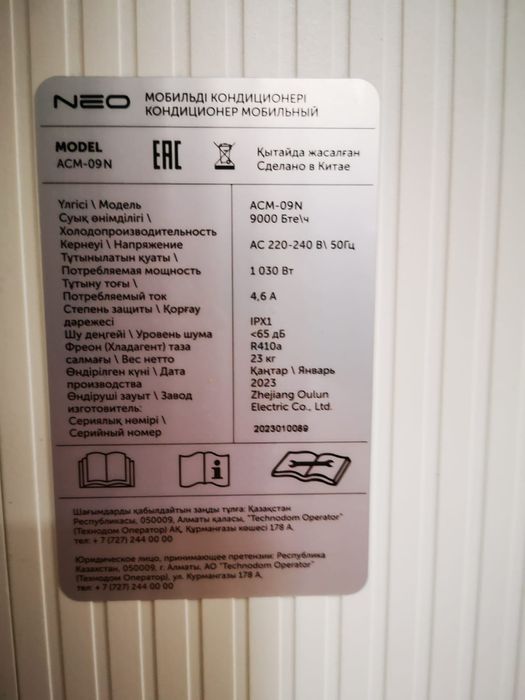 NEO
МОБИЛЬДІ КОНДИЦИОНЕРІ
КОНДИЦИОНЕР МОБИЛЬНЫЙ
MODEL
ACM-09N
EAC
Қытайда жасалған
Сделано в Китае
Үлгісі \ Модель ACM-09N
Суық өнімділігі \ 9000 Бте\ч
Холодопроизводительность
Кернеуі \ Напряжение AC 220-240 В\ 50Гц
Тұтынылатын қуаты \
Потребляемая мощность 1 030 Вт
Тұтыну тоғы \
Потребляемый ток 4,6 А
Степень защиты \ Қорғау
дәрежесі IPX1
Шу деңгейі \ Уровень шума <65 дБ
Фреон (Хладагент) таза R410a
салмағы \ Вес нетто 23 кг
Өндірілген күні \ Дата Қаңтар \ Январь
производства 2023
Өндіруші зауыт \ Завод Zhejiang Oulun
изготовитель: Electric Co., Ltd.
Сериялық нөмірі \
Серийный номер 2023010089
Шағымдарды қабылдайтын заңды тұлға: Қазақстан
Республикасы, 050009, Алматы қаласы, "Technodom Operator"
(Технодом Оператор) АҚ, Құрманғазы көшесі 178 А,
тел: + 7 (727) 244 00 00
Юридическое лицо, принимающее претензии: Республика
Казахстан, 050009, г. Алматы. АО "Technodom Operator"
(Технодом Оператор), ул. Курмангазы 178 А,
тел: + 7 (727) 244 00 00